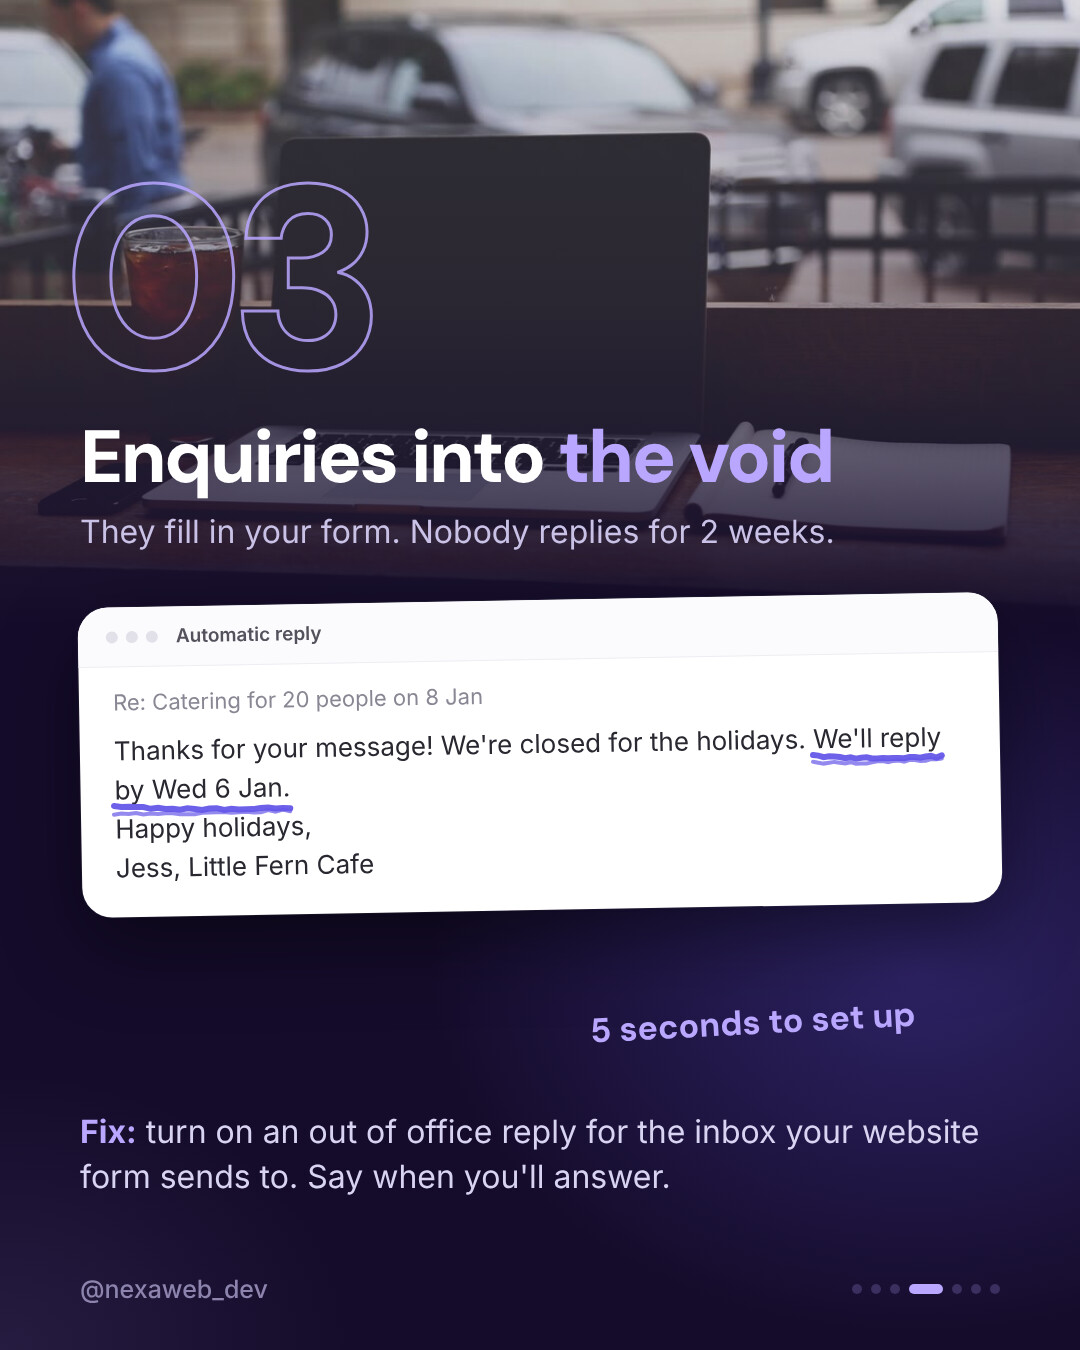 03
Enquiries into the void
They fill in your form. Nobody replies for 2 weeks.
Automatic reply
Re: Catering for 20 people on 8 Jan
Thanks for your message! We're closed for the holidays. We'll reply
by Wed 6 Jan.
Happy holidays,
Jess, Little Fern Cafe
5 seconds to set up
Fix: turn on an out of office reply for the inbox your website
form sends to. Say when you'll answer.
@nexaweb_dev